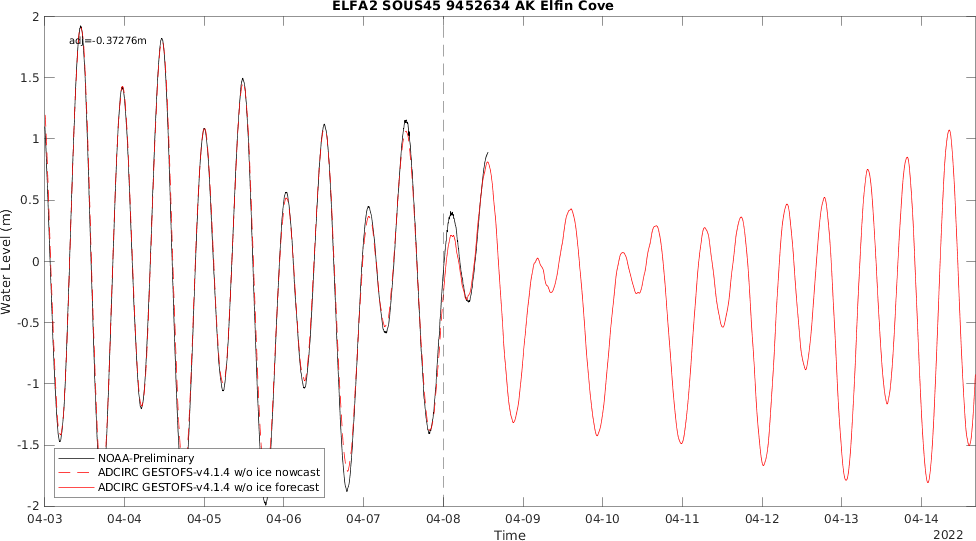 ELFA2 SOUS45 9452634 AK Elfin Cove
adj=-0.37276m
Water Level (m)
2
1.5
1
0.5
0
-0.5
-1
-1.5
-2
NOAA-Preliminary
ADCIRC GESTOFS-v4.1.4 w/o ice nowcast
ADCIRC GESTOFS-v4.1.4 w/o ice forecast
04-03 04-04 04-05 04-06 04-07 04-08 04-09 04-10 04-11 04-12 04-13 04-14
Time
2022